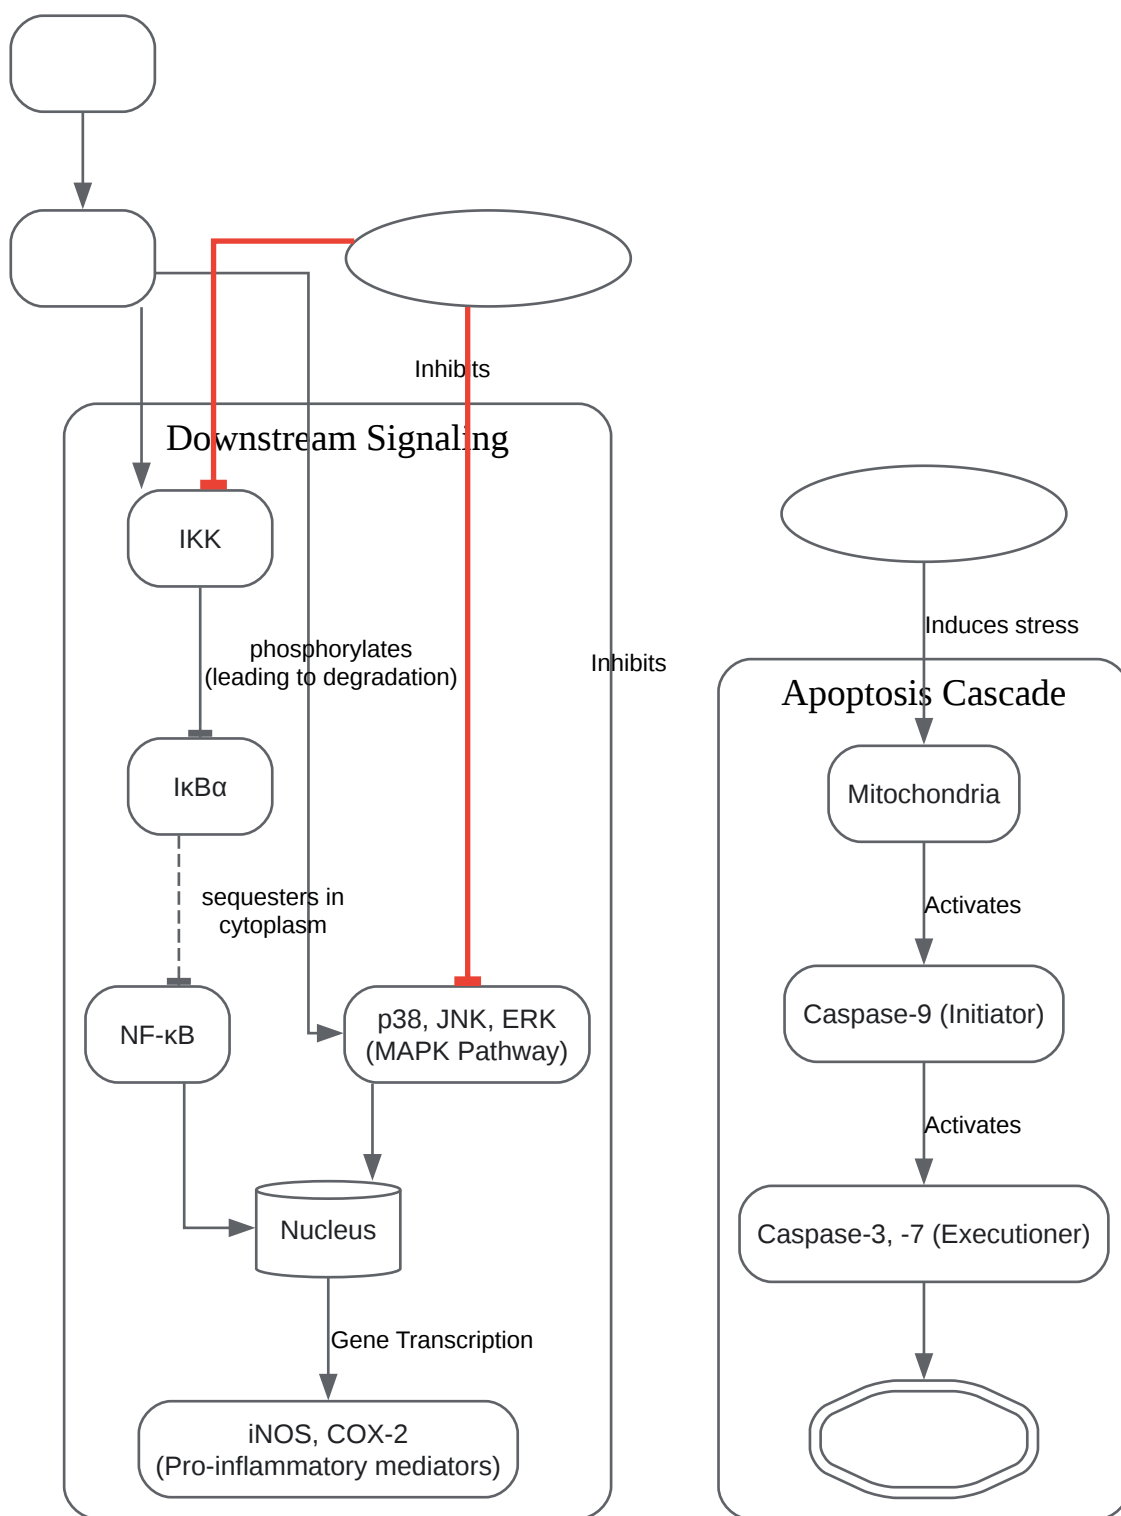 Inhibits
Downstream Signaling
IKK
phosphorylates
(leading to degradation)
Inhibits
IκBα
sequesters in
cytoplasm
NF-κB
p38, JNK, ERK
(MAPK Pathway)
Nucleus
Gene Transcription
iNOS, COX-2
(Pro-inflammatory mediators)
Induces stress
Apoptosis Cascade
Mitochondria
Activates
Caspase-9 (Initiator)
Activates
Caspase-3, -7 (Executioner)